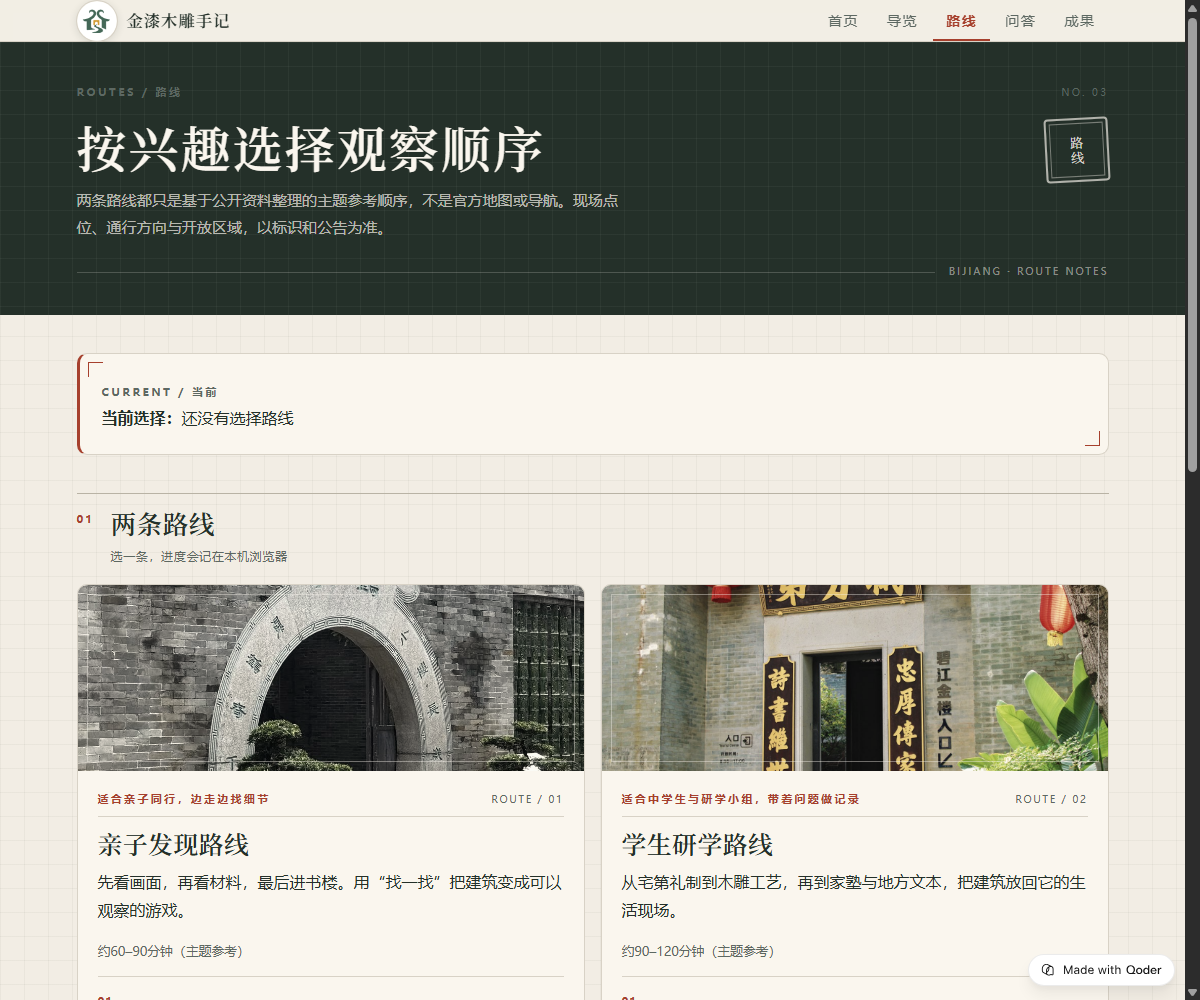 金漆木雕手记
首页 导览 路线 问答 成果
ROUTES / 路线
NO. 03
按兴趣选择观察顺序
路线
两条路线都只是基于公开资料整理的主题参考顺序，不是官方地图或导航。现场点
位、通行方向与开放区域，以标识和公告为准。
BIJIANG · ROUTE NOTES
CURRENT / 当前
当前选择：还没有选择路线
01 两条路线
选一条，进度会记在本机浏览器
詩書繼世
忠厚傳家
碧江金楼入口
人口
适合亲子同行，边走边找细节 ROUTE / 01
亲子发现路线
先看画面，再看材料，最后进书楼。用“找一找”把建筑变成可以
观察的游戏。
约60–90分钟（主题参考）
01
适合中学生与研学小组，带着问题做记录 ROUTE / 02
学生研学路线
从宅第礼制到木雕工艺，再到家塾与地方文本，把建筑放回它的生
活现场。
约90–120分钟（主题参考）
01
Made with Qoder